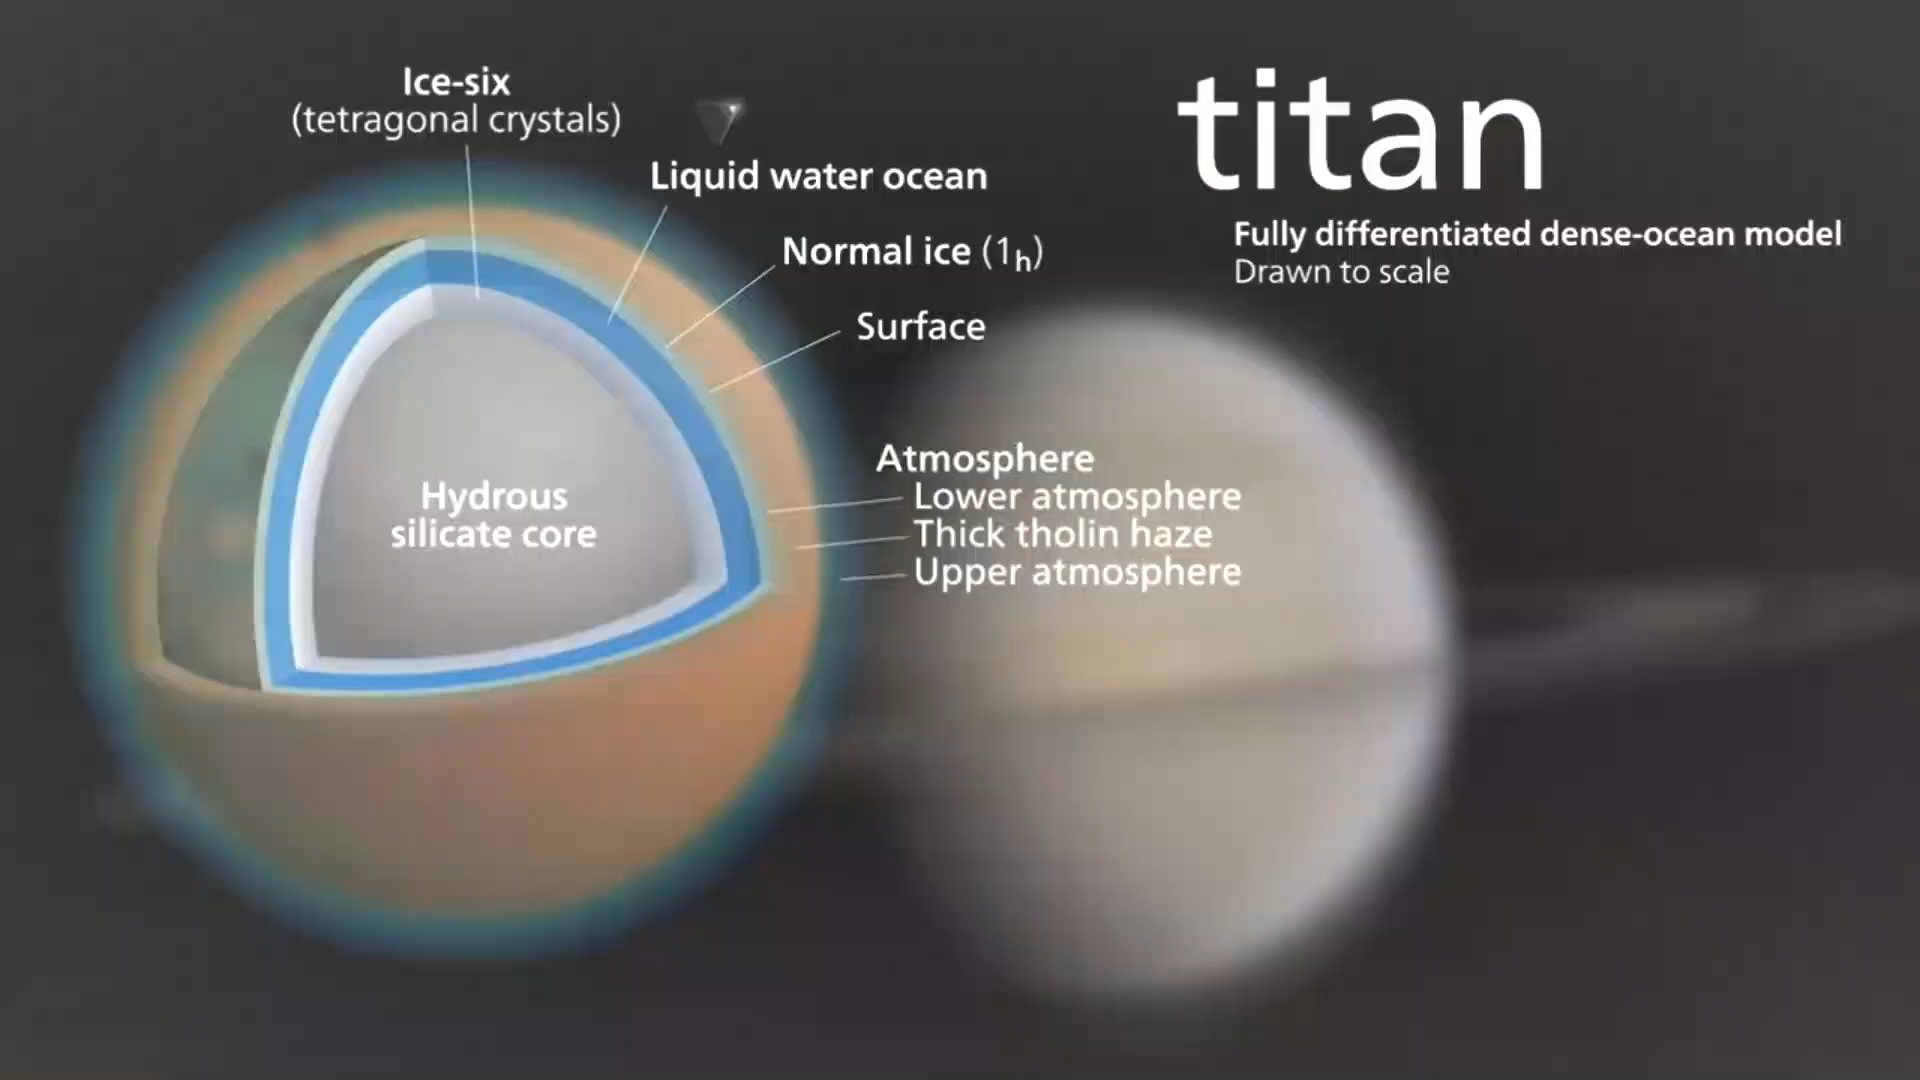 titan
Fully differentiated dense-ocean model
Drawn to scale
Ice-six
(tetragonal crystals)
Liquid water ocean
Normal ice (1h)
Surface
Atmosphere
Lower atmosphere
Thick tholin haze
Upper atmosphere
Hydrous
silicate core